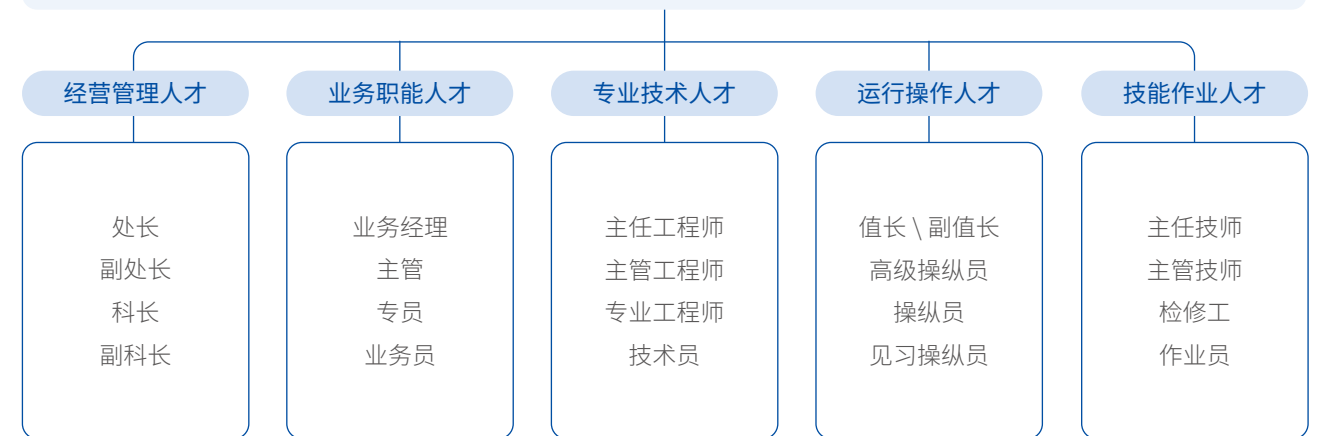 经营管理人才
处长
副处长
科长
副科长
业务职能人才
业务经理
主管
专员
业务员
专业技术人才
主任工程师
主管工程师
专业工程师
技术员
运行操作人才
值长 \ 副值长
高级操纵员
操纵员
见习操纵员
技能作业人才
主任技师
主管技师
检修工
作业员